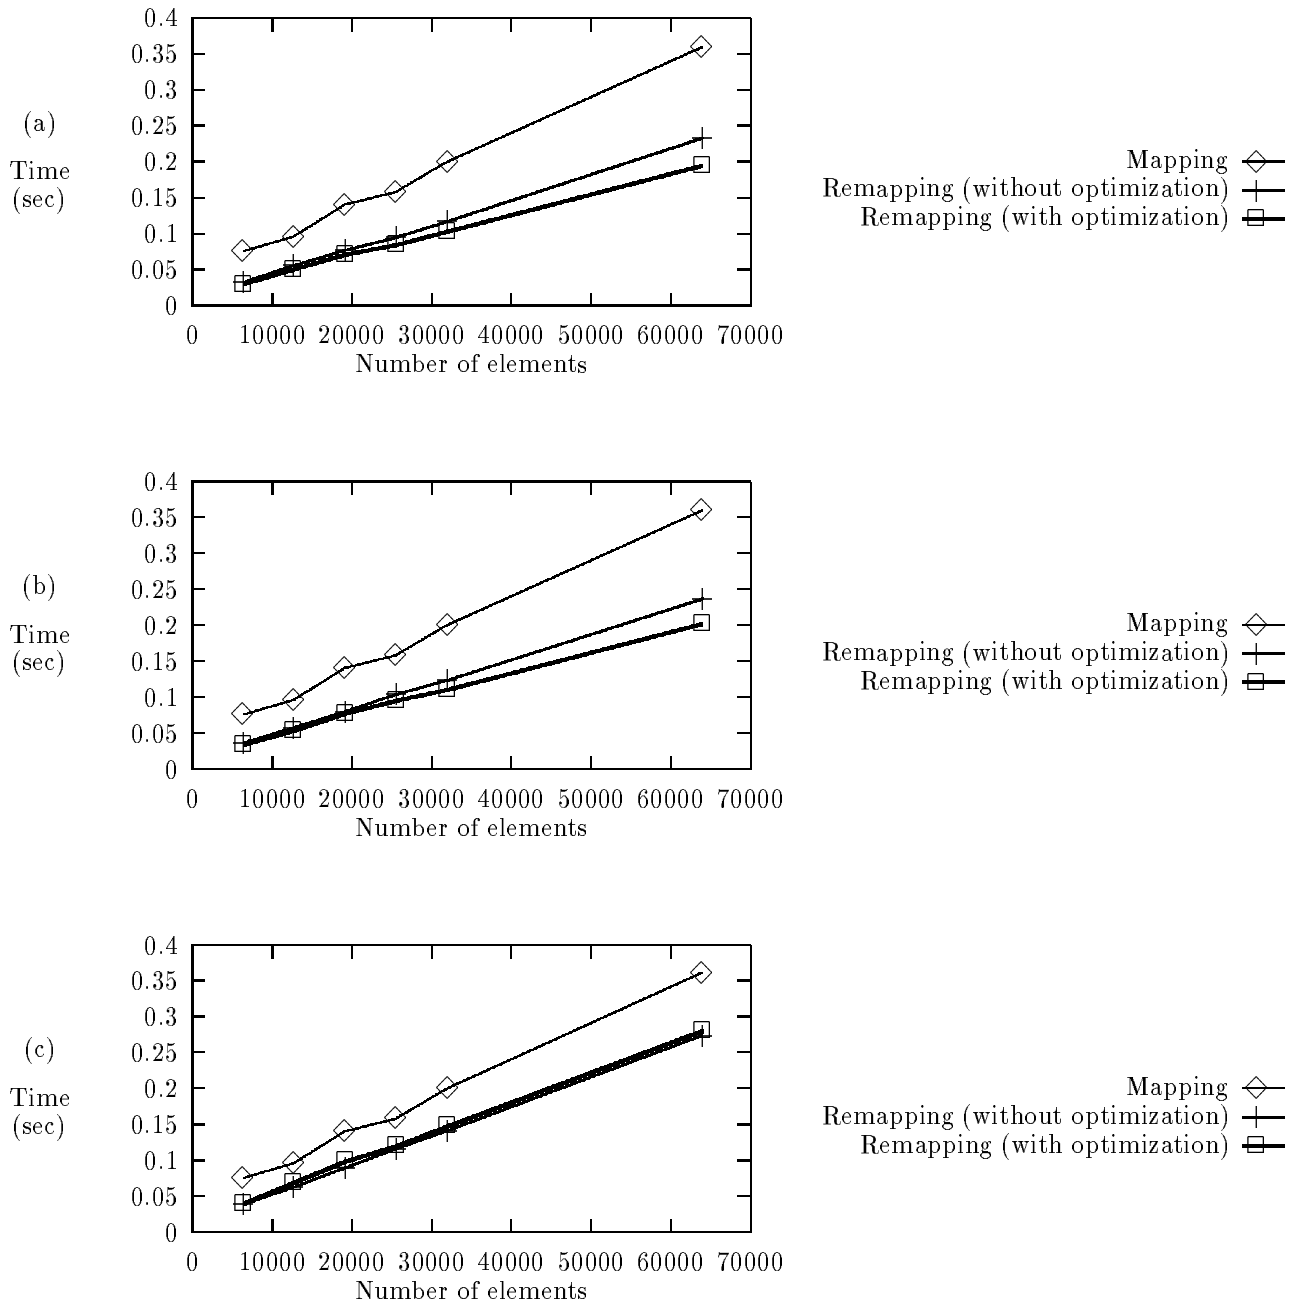 0.4
0.35
0.3
0.25
0.2
0.15
0.1
0.05
0
(a)
Time
(sec)
0 10000 20000 30000 40000 50000 60000 70000
Number of elements
Mapping
Remapping (without optimization)
Remapping (with optimization)
0.4
0.35
0.3
0.25
0.2
0.15
0.1
0.05
0
(b)
Time
(sec)
0 10000 20000 30000 40000 50000 60000 70000
Number of elements
Mapping
Remapping (without optimization)
Remapping (with optimization)
0.4
0.35
0.3
0.25
0.2
0.15
0.1
0.05
0
(c)
Time
(sec)
0 10000 20000 30000 40000 50000 60000 70000
Number of elements
Mapping
Remapping (without optimization)
Remapping (with optimization)